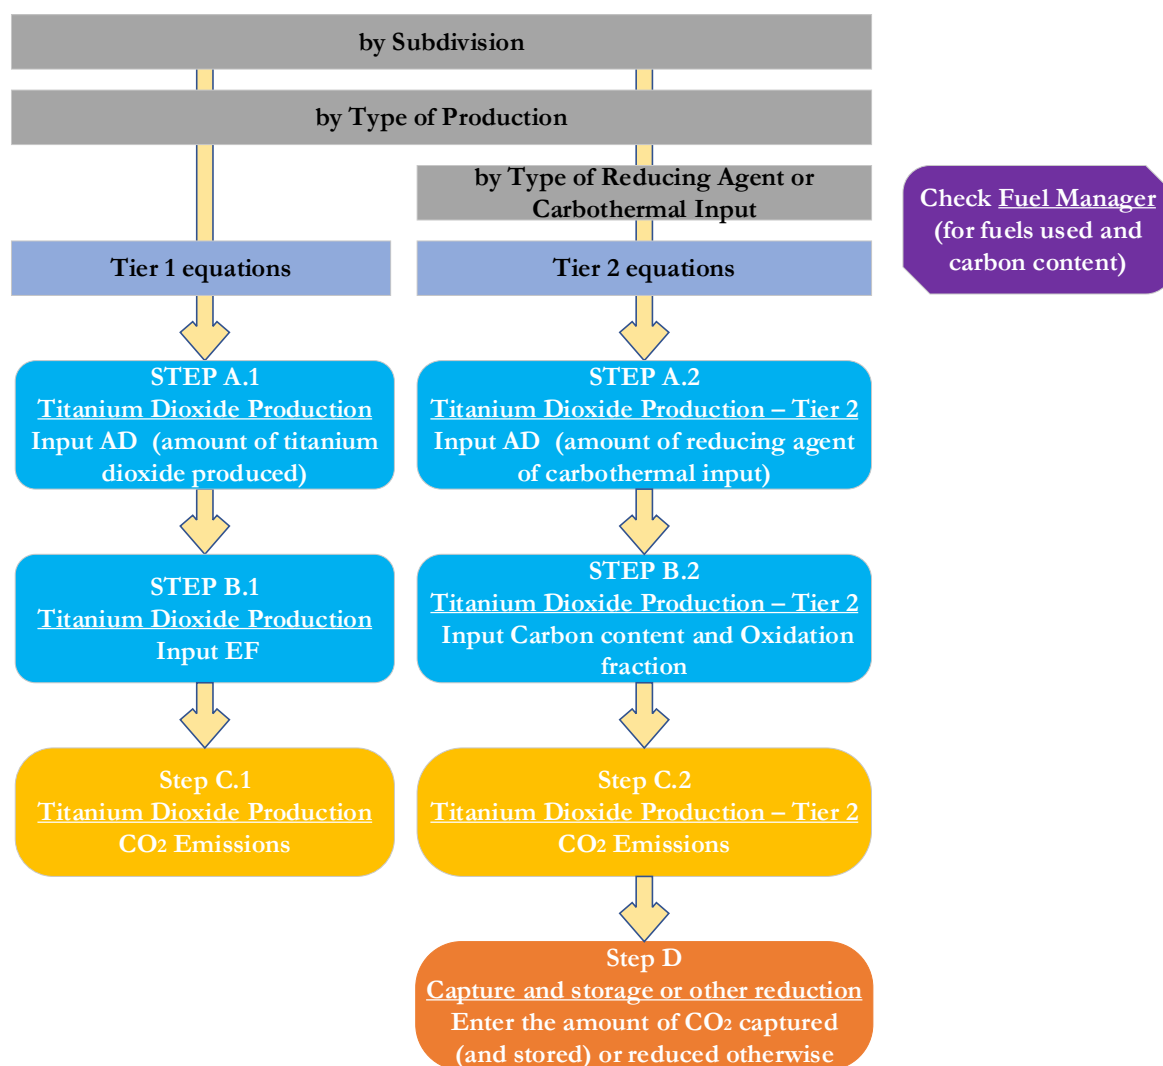 by Subdivision
by Type of Production
by Type of Reducing Agent or
Carbothermal Input
Check Fuel Manager
(for fuels used and
carbon content)
Tier 1 equations
Tier 2 equations
STEP A.1
Titanium Dioxide Production
Input AD (amount of titanium
dioxide produced)
STEP A.2
Titanium Dioxide Production – Tier 2
Input AD (amount of reducing agent
of carbothermal input)
STEP B.1
Titanium Dioxide Production
Input EF
STEP B.2
Titanium Dioxide Production – Tier 2
Input Carbon content and Oxidation
fraction
Step C.1
Titanium Dioxide Production
CO2 Emissions
Step C.2
Titanium Dioxide Production – Tier 2
CO2 Emissions
Step D
Capture and storage or other reduction
Enter the amount of CO2 captured
(and stored) or reduced otherwise